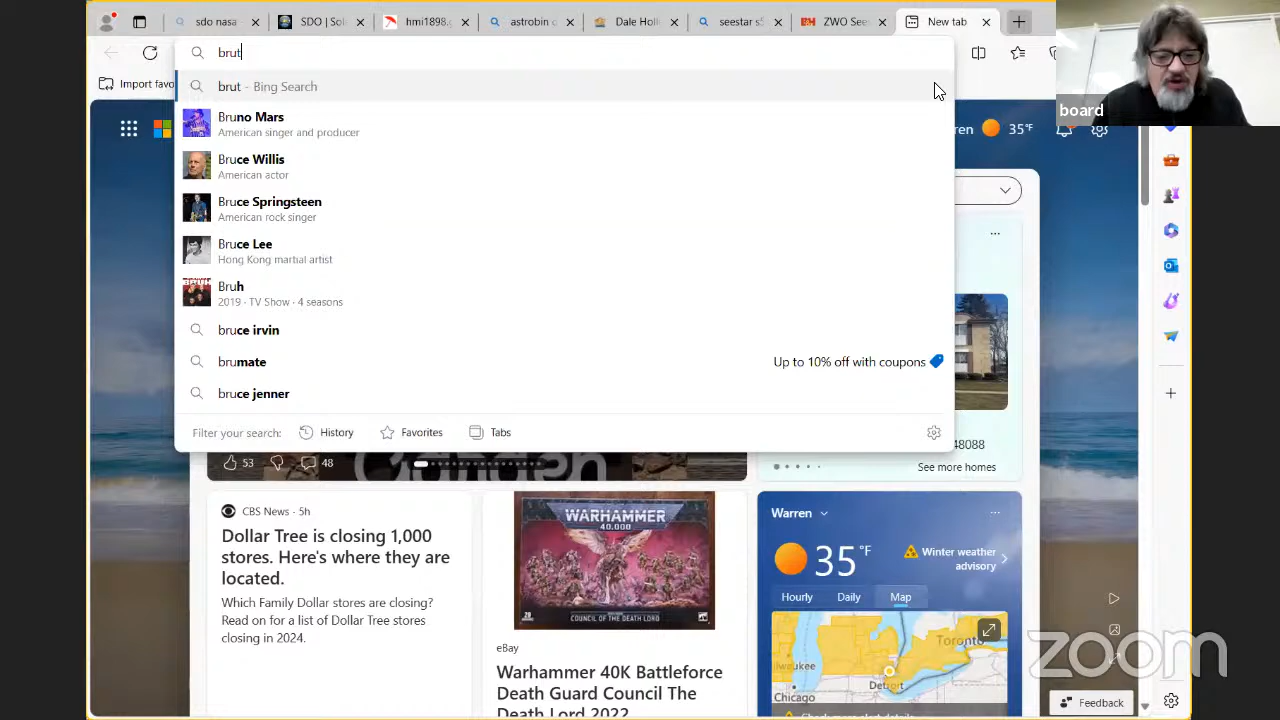 sdo nasa -
SDO | Sol
hmi1898.g
astrobin o
Dale Holl
seestar s5
ZWO Sees
New tab
brut
board
brut - Bing Search
Import favo
Bruno Mars
American singer and producer
ren
35°F
Bruce Willis
American actor
Bruce Springsteen
American rock singer
Bruce Lee
Hong Kong martial artist
Bruh
2019 · TV Show · 4 seasons
bruce irvin
brumate
Up to 10% off with coupons
bruce jenner
Filter your search:
History
Favorites
Tabs
48088
53
48
See more homes
CBS News · 5h
Dollar Tree is closing 1,000
stores. Here's where they are
located.
Which Family Dollar stores are closing?
Read on for a list of Dollar Tree stores
closing in 2024.
WARHAMMER
40,000
COUNCIL OF THE DEATH LORD
eBay
Warhammer 40K Battleforce
Death Guard Council The
Death Lord 2022
Warren
35 °F
Winter weather
advisory
Hourly
Daily
Map
Toronto
waukee
Detroit
Chicago
zoom
Feedback